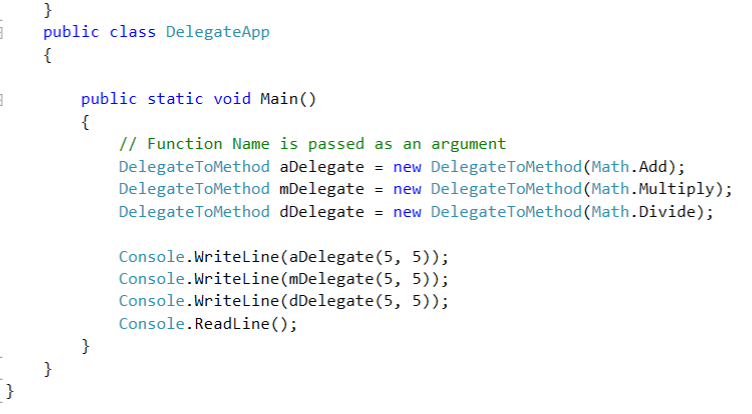 }
public class DelegateApp
{
public static void Main()
{
// Function Name is passed as an argument
DelegateToMethod aDelegate = new DelegateToMethod(Math.Add);
DelegateToMethod mDelegate = new DelegateToMethod(Math.Multiply);
DelegateToMethod dDelegate = new DelegateToMethod(Math.Divide);
Console.WriteLine(aDelegate(5, 5));
Console.WriteLine(mDelegate(5, 5));
Console.WriteLine(dDelegate(5, 5));
Console.ReadLine();
}
}
}